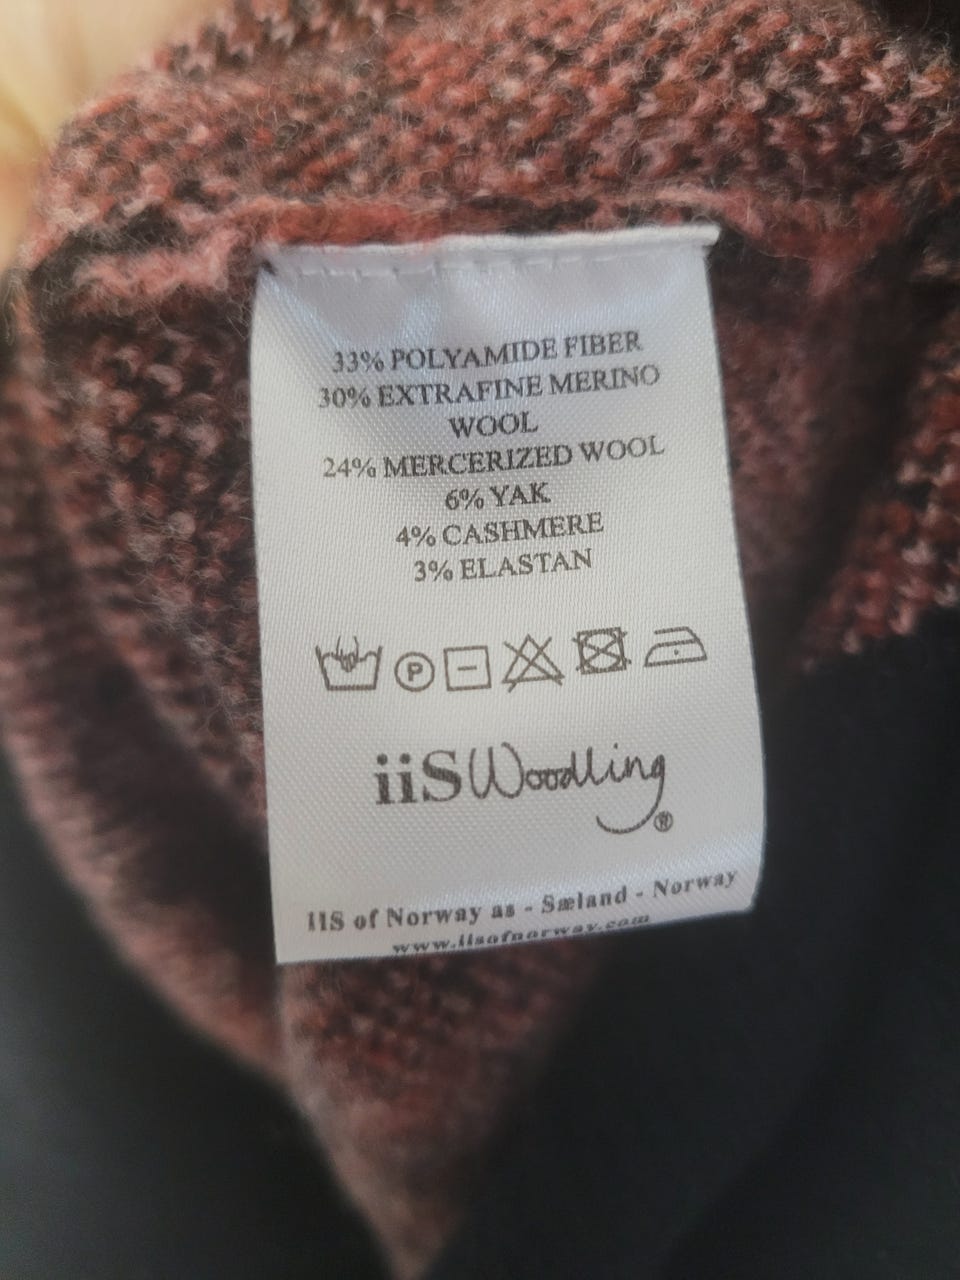 33% POLYAMIDE FIBER
30% EXTRAFINE MERINO
WOOL
24% MERCERIZED WOOL
6% YAK
4% CASHMERE
3% ELASTAN
P
iiS Woodling®
IIS of Norway as - Sæland - Norway
www.iisofnorway.com